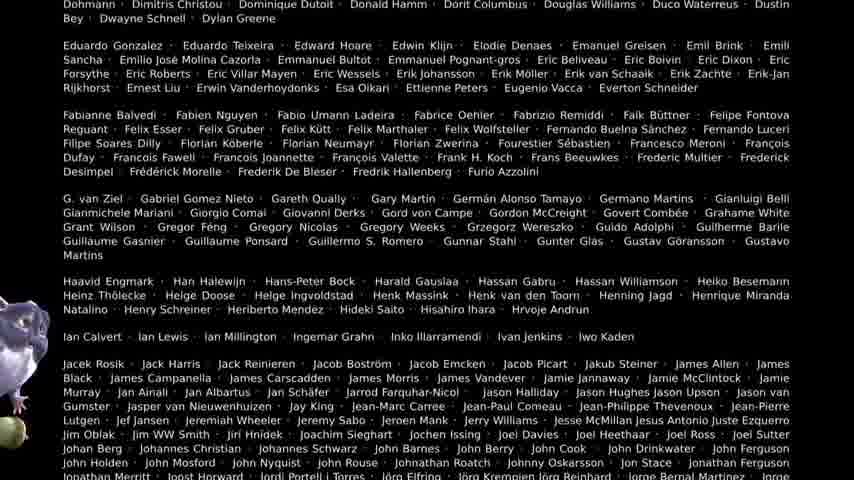 Dohmann · Dimitris Christou · Dominique Dutoit · Donald Hamm · Dorit Columbus · Douglas Williams · Duco Waterreus · Dustin
Bey · Dwayne Schnell · Dylan Greene
Eduardo Gonzalez · Eduardo Teixeira · Edward Hoare · Edwin Klijn · Elodie Denaes · Emanuel Greisen · Emil Brink · Emili
Sancha · Emilio José Molina Cazorla · Emmanuel Bultot · Emmanuel Pognant-gros · Eric Beliveau · Eric Boivin · Eric Dixon · Eric
Forsythe · Eric Roberts · Eric Villar Mayen · Eric Wessels · Erik Johansson · Erik Möller · Erik van Schaaik · Erik Zachte · Erik-Jan
Rijkhorst · Ernest Liu · Erwin Vanderhoydonks · Esa Oikari · Ettienne Peters · Eugenio Vacca · Everton Schneider
Fabianne Balvedi · Fabien Nguyen · Fabio Umann Ladeira · Fabrice Oehler · Fabrizio Remiddi · Falk Büttner · Felipe Fontova
Reguant · Felix Esser · Felix Gruber · Felix Kütt · Felix Marthaler · Felix Wolfsteller · Fernando Buelna Sánchez · Fernando Luceri
Filipe Soares Dilly · Florian Köberle · Florian Neumayr · Florian Zwerina · Fourestier Sébastien · Francesco Meroni · François
Dufay · Francois Fawell · Francois Joannette · François Valette · Frank H. Koch · Frans Beeuwkes · Frederic Multier · Frederick
Desimpel · Frédérick Morelle · Frederik De Bleser · Fredrik Hallenberg · Furio Azzolini
G. van Ziel · Gabriel Gomez Nieto · Gareth Qually · Gary Martin · Germán Alonso Tamayo · Germano Martins · Gianluigi Belli
Gianmichele Mariani · Giorgio Comai · Giovanni Derks · Gord von Campe · Gordon McCreight · Govert Combée · Grahame White
Grant Wilson · Gregor Féng · Gregory Nicolas · Gregory Weeks · Grzegorz Wereszko · Guido Adolphi · Guilherme Barile
Guillaume Gasnier · Guillaume Ponsard · Guillermo S. Romero · Gunnar Stahl · Gunter Glas · Gustav Göransson · Gustavo
Martins
Haavid Engmark · Han Halewijn · Hans-Peter Bock · Harald Gauslaa · Hassan Gabru · Hassan Williamson · Heiko Besemann
Heinz Thölecke · Helge Doose · Helge Ingvoldstad · Henk Massink · Henk van den Toorn · Henning Jagd · Henrique Miranda
Natalino · Henry Schreiner · Heriberto Mendez · Hideki Saito · Hisahiro Ihara · Hrvoje Andrun
Ian Calvert · Ian Lewis · Ian Millington · Ingemar Grahn · Inko Illarramendi · Ivan Jenkins · Iwo Kaden
Jacek Rosik · Jack Harris · Jack Reinieren · Jacob Boström · Jacob Emcken · Jacob Picart · Jakub Steiner · James Allen · James
Black · James Campanella · James Carscadden · James Morris · James Vandever · Jamie Jannaway · Jamie McClintock · Jamie
Murray · Jan Ainali · Jan Albartus · Jan Schäfer · Jarrod Farquhar-Nicol · Jason Halliday · Jason Hughes Jason Upson · Jason van
Gumster · Jasper van Nieuwenhuizen · Jay King · Jean-Marc Carree · Jean-Paul Comeau · Jean-Philippe Thevenoux · Jean-Pierre
Lutgen · Jef Jansen · Jeremiah Wheeler · Jeremy Sabo · Jeroen Mank · Jerry Williams · Jesse McMillan Jesus Antonio Juste Ezquerro
Jim Oblak · Jim WW Smith · Jirí Hnídek · Joachim Sieghart · Jochen Issing · Joel Davies · Joel Heethaar · Joel Ross · Joel Sutter
Johan Berg · Johannes Christian · Johannes Schwarz · John Barnes · John Berry · John Cook · John Drinkwater · John Ferguson
John Holden · John Mosford · John Nyquist · John Rouse · Johnathan Roatch · Johnny Oskarsson · Jon Stace · Jonathan Ferguson
Jonathan Merritt · Joost Horward · Jordi Portell i Torres · Jörg Elfring · Jörg Kremplen Jörg Reinhard · Jorge Bernal Martinez · Jorge